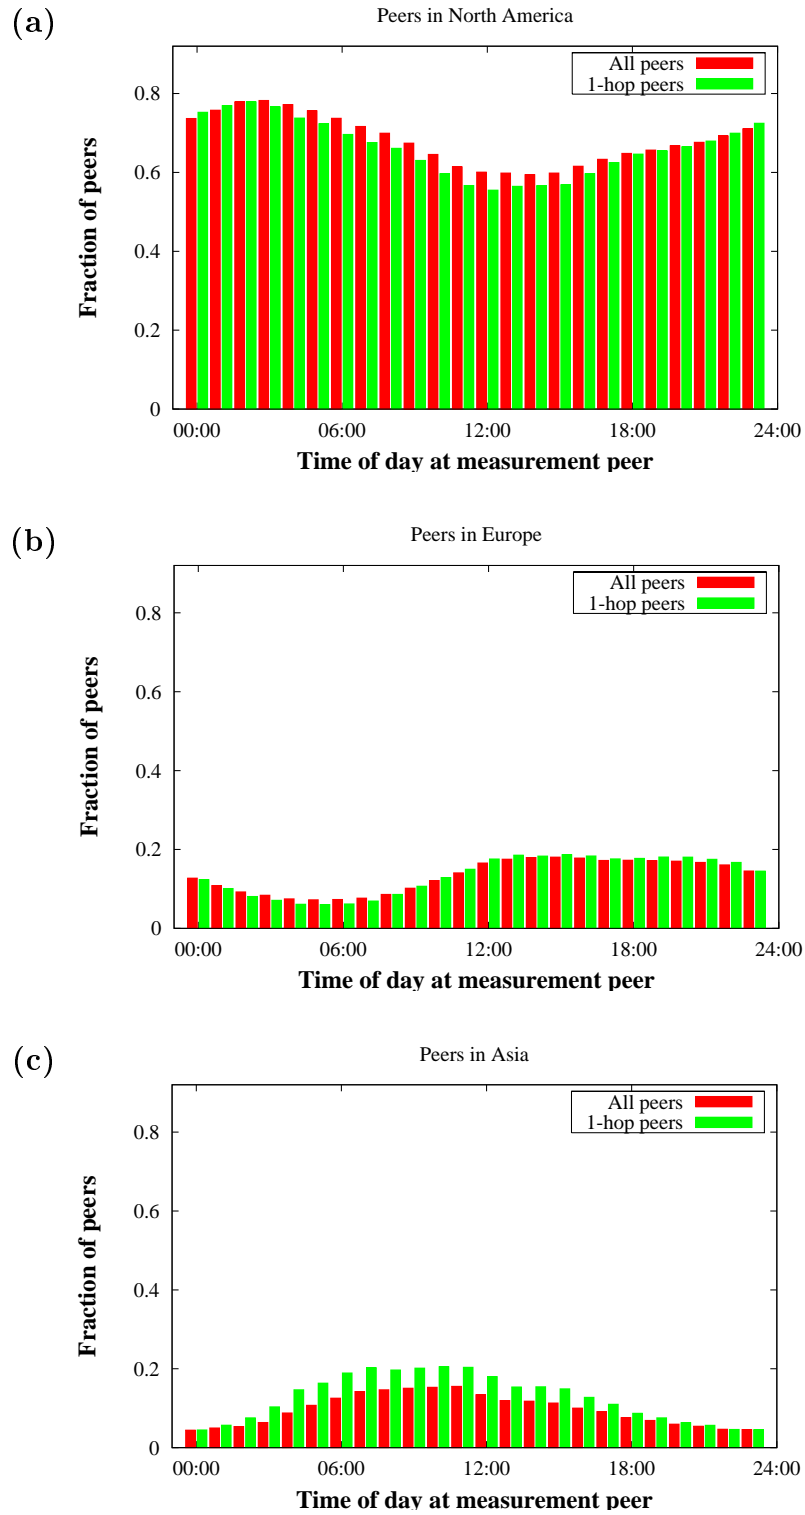 (a)
Peers in North America
All peers
1-hop peers
0.8
0.6
0.4
0.2
0
Fraction of peers
00:00 06:00 12:00 18:00 24:00
Time of day at measurement peer
(b)
Peers in Europe
All peers
1-hop peers
0.8
0.6
0.4
0.2
0
Fraction of peers
00:00 06:00 12:00 18:00 24:00
Time of day at measurement peer
(c)
Peers in Asia
All peers
1-hop peers
0.8
0.6
0.4
0.2
0
Fraction of peers
00:00 06:00 12:00 18:00 24:00
Time of day at measurement peer